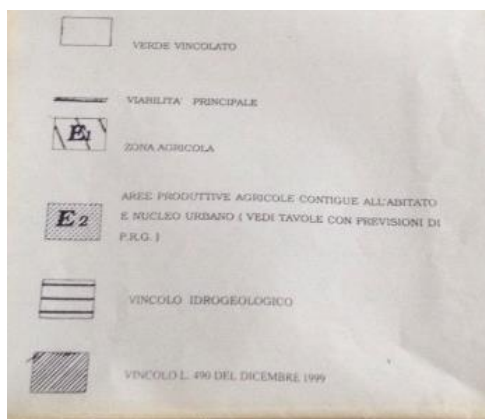 VERDE VINCOLATO
VIABILITA' PRINCIPALE
E1
ZONA AGRICOLA
AREE PRODUTTIVE AGRICOLE CONTIGUE ALL'ABITATO
E2
E NUCLEO URBANO ( VEDI TAVOLE CON PREVISIONI DI
P.R.G. )
VINCOLO IDROGEOLOGICO
VINCOLO L. 490 DEL DICEMBRE 1999